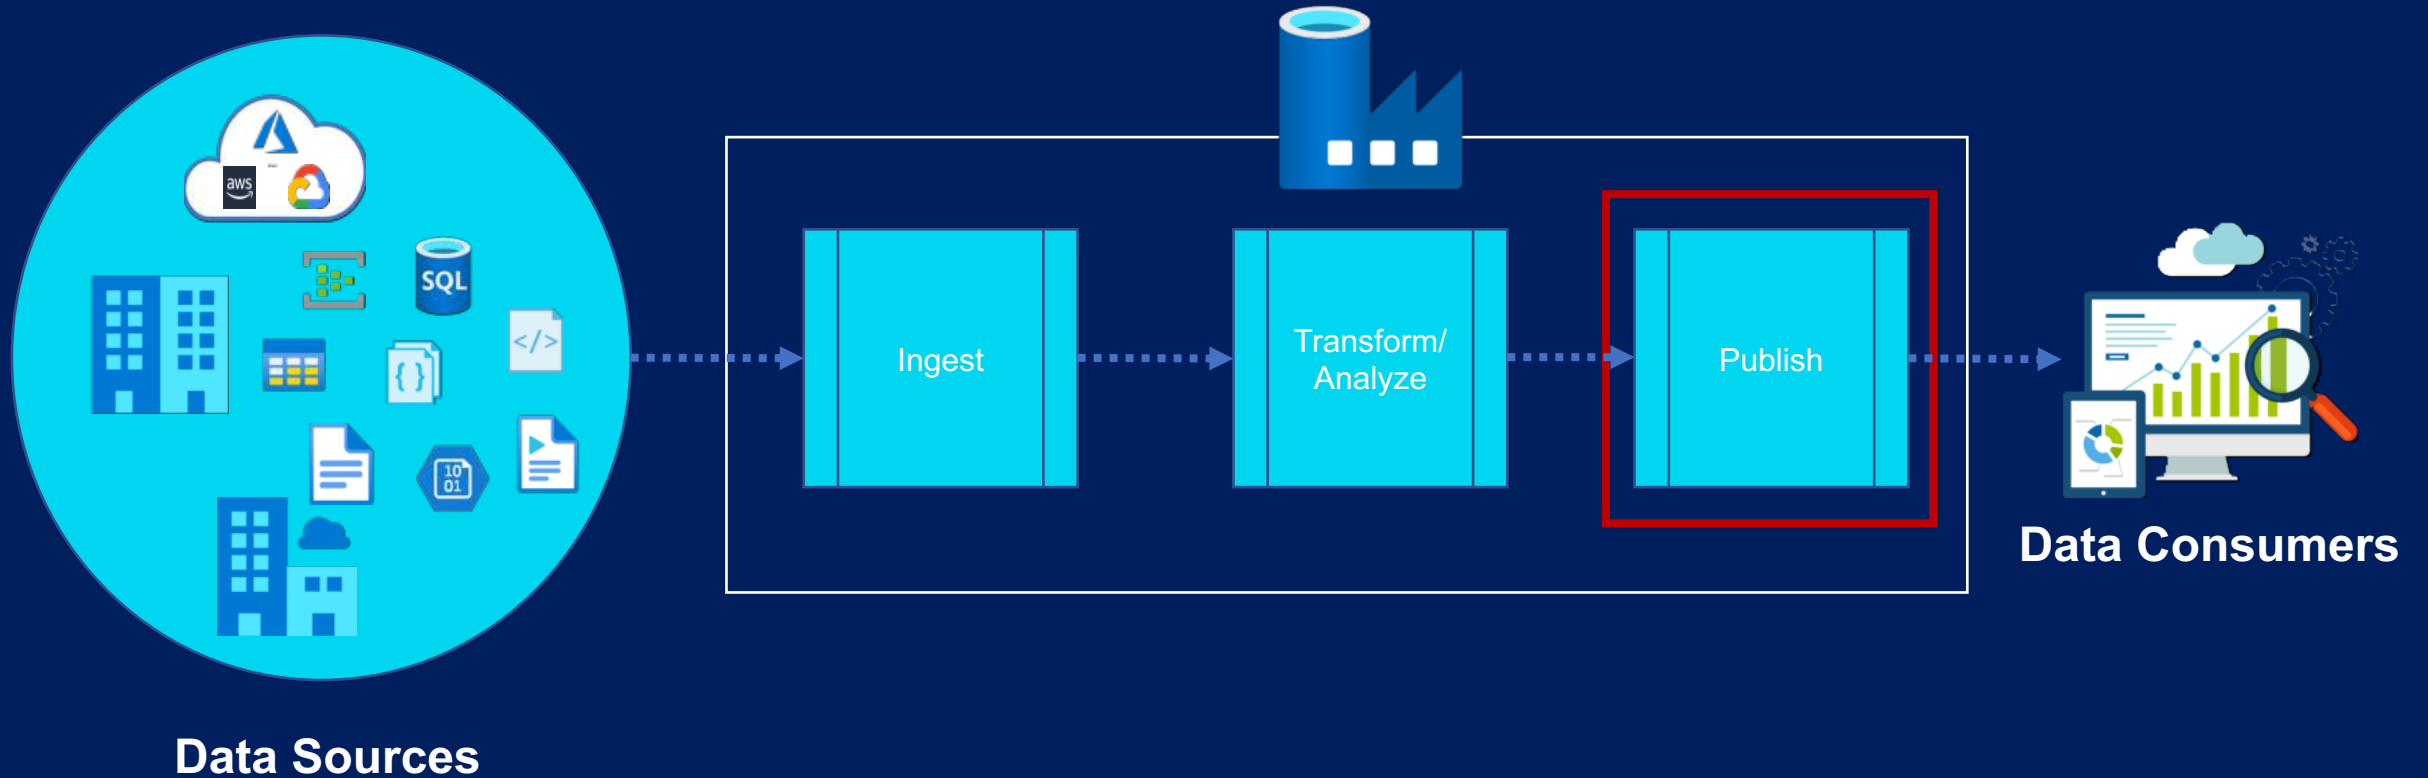 aws
SQL
</>
{}
10
01
Data Sources
Ingest
Transform/
Analyze
Publish
Data Consumers